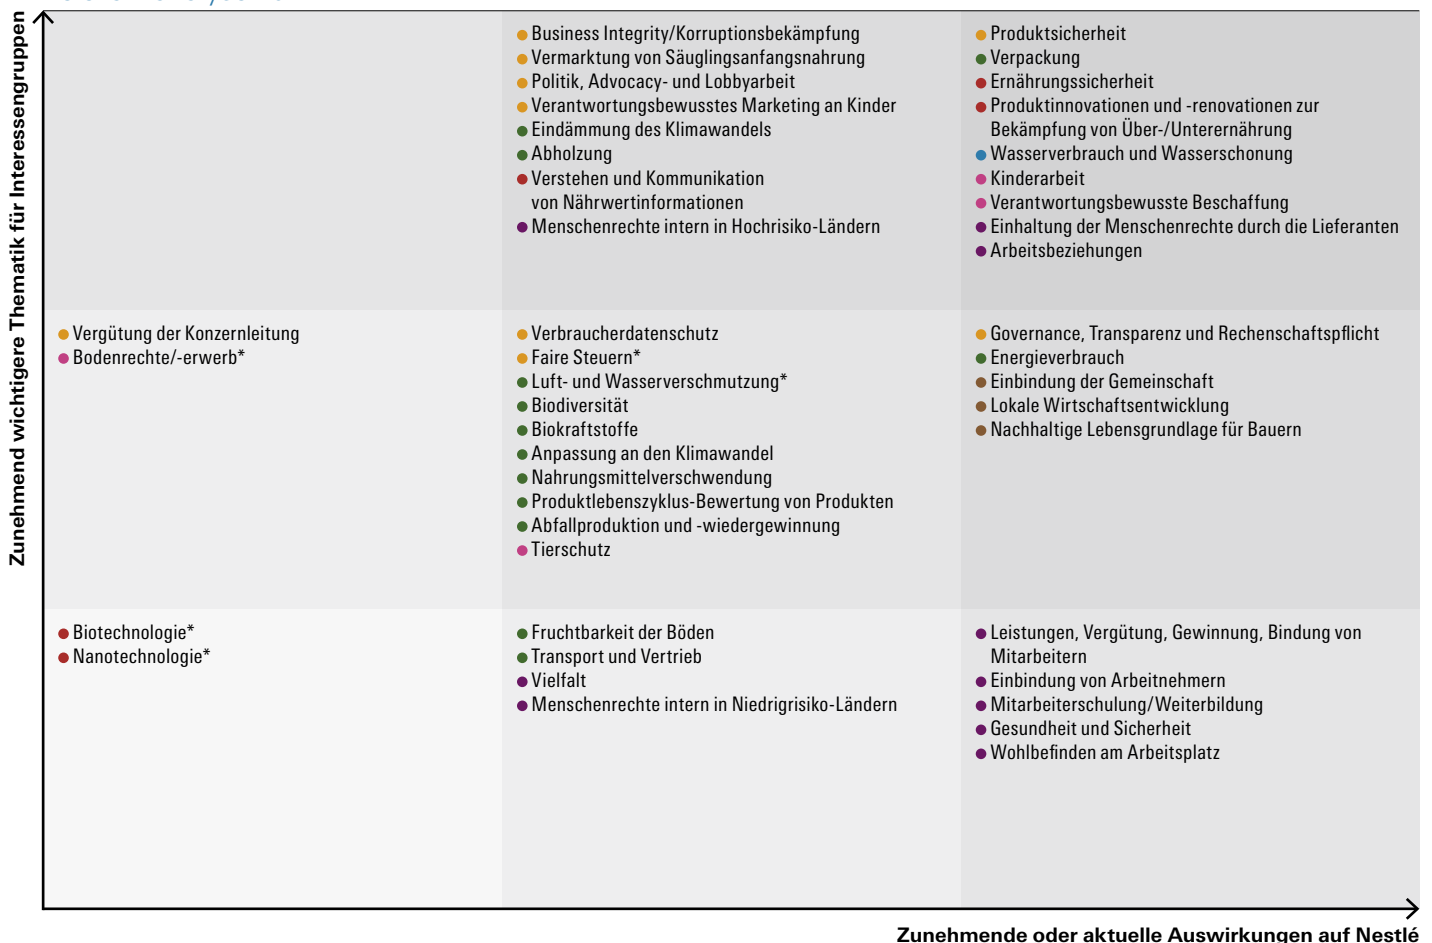 Zunehmend wichtigere Thematik für Interessengruppen
Business Integrity/Korruptionsbekämpfung
Vermarktung von Säuglingsanfangsnahrung
Politik, Advocacy- und Lobbyarbeit
Verantwortungsbewusstes Marketing an Kinder
Eindämmung des Klimawandels
Abholzung
Verstehen und Kommunikation
von Nährwertinformationen
Menschenrechte intern in Hochrisiko-Ländern
Produktsicherheit
Verpackung
Ernährungssicherheit
Produktinnovationen und -renovationen zur
Bekämpfung von Über-/Unterernährung
Wasserverbrauch und Wasserschonung
Kinderarbeit
Verantwortungsbewusste Beschaffung
Einhaltung der Menschenrechte durch die Lieferanten
Arbeitsbeziehungen
Vergütung der Konzernleitung
Bodenrechte/-erwerb*
Verbraucherdatenschutz
Faire Steuern*
Luft- und Wasserverschmutzung*
Biodiversität
Biokraftstoffe
Anpassung an den Klimawandel
Nahrungsmittelverschwendung
Produktlebenszyklus-Bewertung von Produkten
Abfallproduktion und -wiedergewinnung
Tierschutz
Governance, Transparenz und Rechenschaftspflicht
Energieverbrauch
Einbindung der Gemeinschaft
Lokale Wirtschaftsentwicklung
Nachhaltige Lebensgrundlage für Bauern
Biotechnologie*
Nanotechnologie*
Fruchtbarkeit der Böden
Transport und Vertrieb
Vielfalt
Menschenrechte intern in Niedrigrisiko-Ländern
Leistungen, Vergütung, Gewinnung, Bindung von
Mitarbeitern
Einbindung von Arbeitnehmern
Mitarbeiterschulung/Weiterbildung
Gesundheit und Sicherheit
Wohlbefinden am Arbeitsplatz
Zunehmende oder aktuelle Auswirkungen auf Nestlé